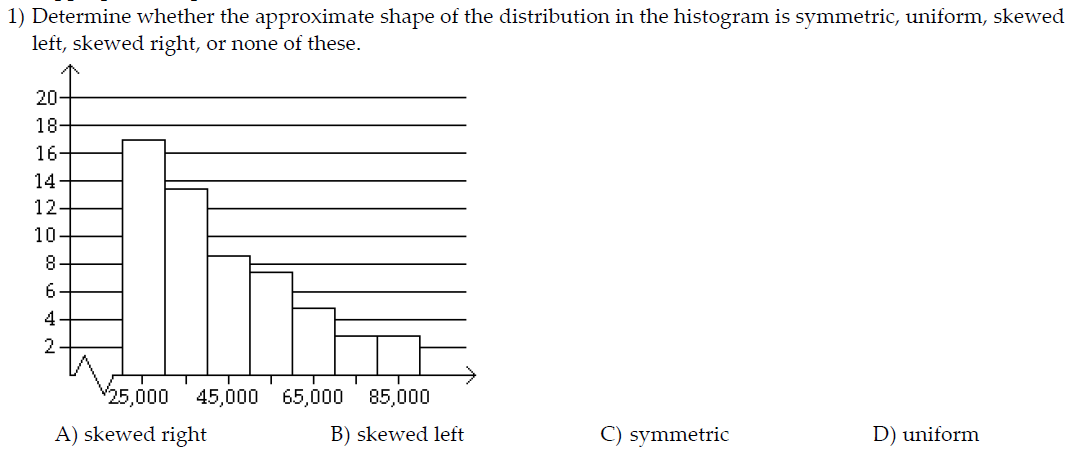 1) Determine whether the approximate shape of the distribution in the histogram is symmetric, uniform, skewed
left, skewed right, or none of these.
20
18
16
14
12
10
8
6
4
2
25,000 45,000 65,000 85,000
A) skewed right B) skewed left C) symmetric D) uniform